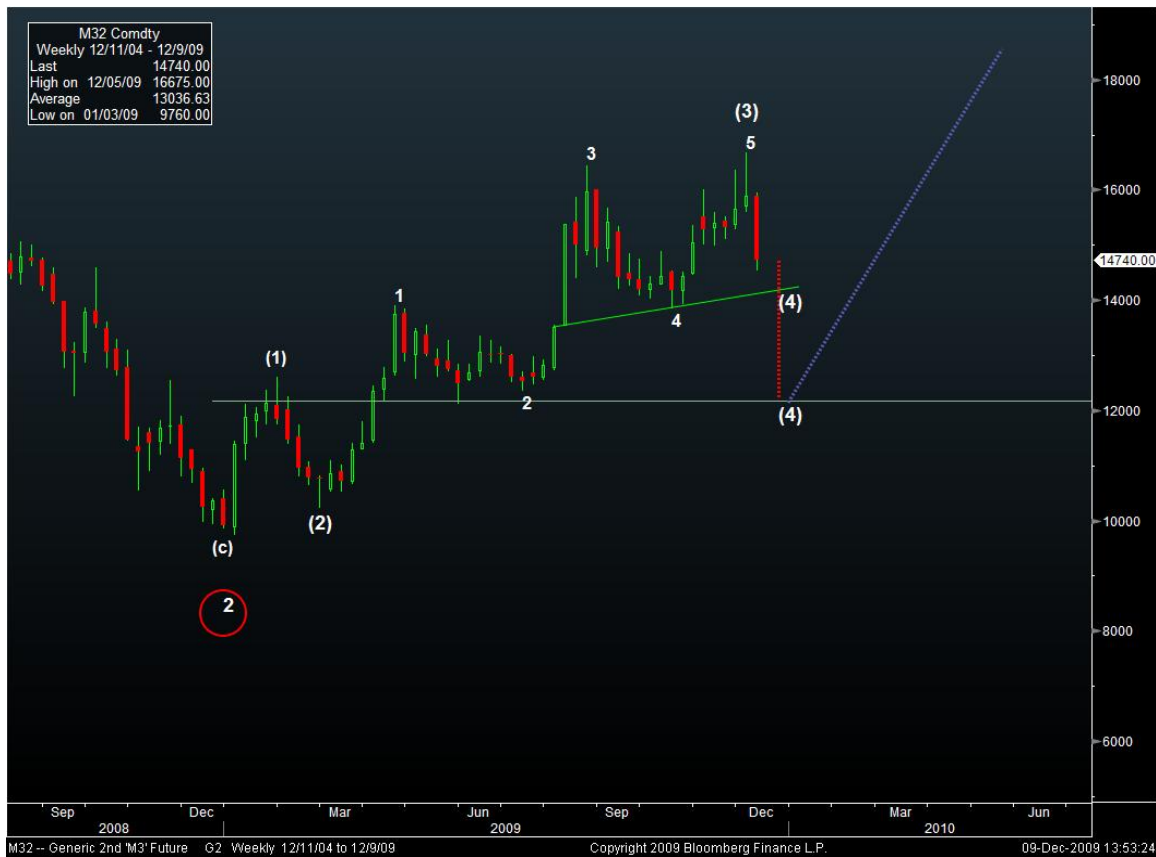 M32 Comdty
Weekly 12/11/04 - 12/9/09
Last 14740.00
High on 12/05/09 16675.00
Average 13036.63
Low on 01/03/09 9760.00
(3)
5
3
1
(1)
4
(4)
2
(4)
(2)
(c)
2
18000
16000
14740.00
14000
12000
10000
8000
6000
Sep Dec Mar Jun Sep Dec Mar Jun
2008 2009 2010
M32 -- Generic 2nd 'M3' Future G2 Weekly 12/11/04 to 12/9/09 Copyright 2009 Bloomberg Finance L.P. 09-Dec-2009 13:53:24